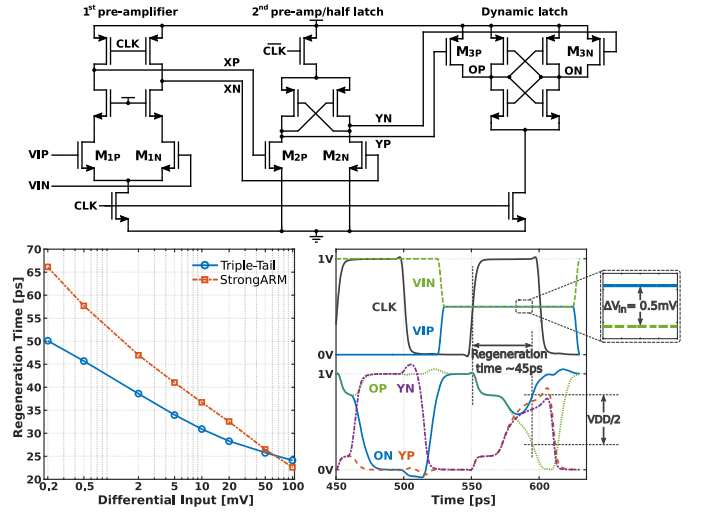 1st pre-amplifier
2nd pre-amp/half latch
Dynamic latch
CLK
CLK
M3P
M3N
XP
OP
ON
XN
YN
VIP
M1P
M1N
M2P
M2N
YP
VIN
CLK
70
65
60
55
50
45
40
35
30
25
20
Regeneration Time [ps]
Triple-Tail
StrongARM
0.2
0.5
1
2
5
10
20
50
100
Differential Input [mV]
1V
VIN
CLK
VIP
ΔVin = 0.5mV
0V
Regeneration
time ~45ps
1V
OP
YN
VDD/2
ON
YP
0V
450
500
550
600
Time [ps]